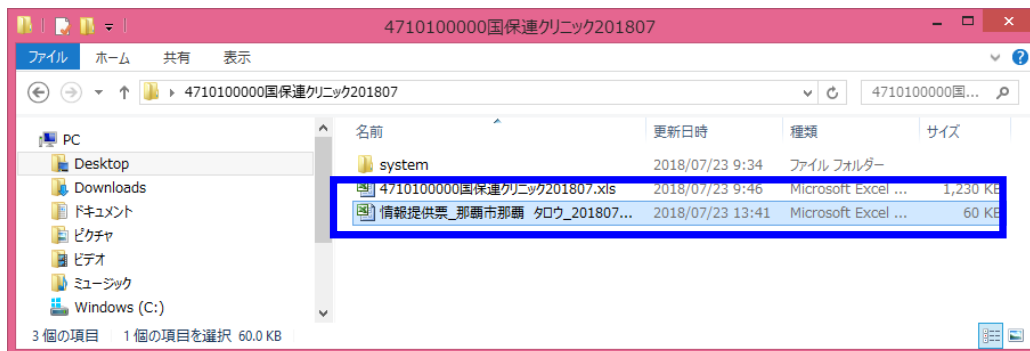 4710100000国保連クリニック201807
ファイル ホーム 共有 表示
4710100000国保連クリニック201807 4710100000国...
PC
Desktop
Downloads
ドキュメント
ピクチャ
ビデオ
ミュージック
Windows (C:)
名前 更新日時 種類 サイズ
system 2018/07/23 9:34 ファイル フォルダー
4710100000国保連クリニック201807.xls 2018/07/23 9:46 Microsoft Excel ... 1,230 KB
情報提供票_那覇市那覇 タロウ_201807... 2018/07/23 13:41 Microsoft Excel ... 60 KB
3 個の項目 1 個の項目を選択 60.0 KB